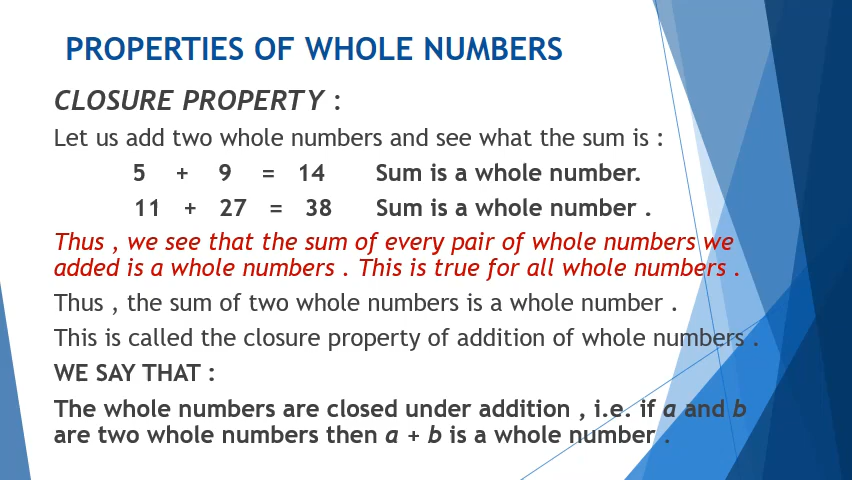 PROPERTIES OF WHOLE NUMBERS
CLOSURE PROPERTY :
Let us add two whole numbers and see what the sum is :
5 + 9 = 14 Sum is a whole number.
11 + 27 = 38 Sum is a whole number .
Thus , we see that the sum of every pair of whole numbers we
added is a whole numbers . This is true for all whole numbers .
Thus , the sum of two whole numbers is a whole number .
This is called the closure property of addition of whole numbers .
WE SAY THAT :
The whole numbers are closed under addition , i.e. if a and b
are two whole numbers then a + b is a whole number .